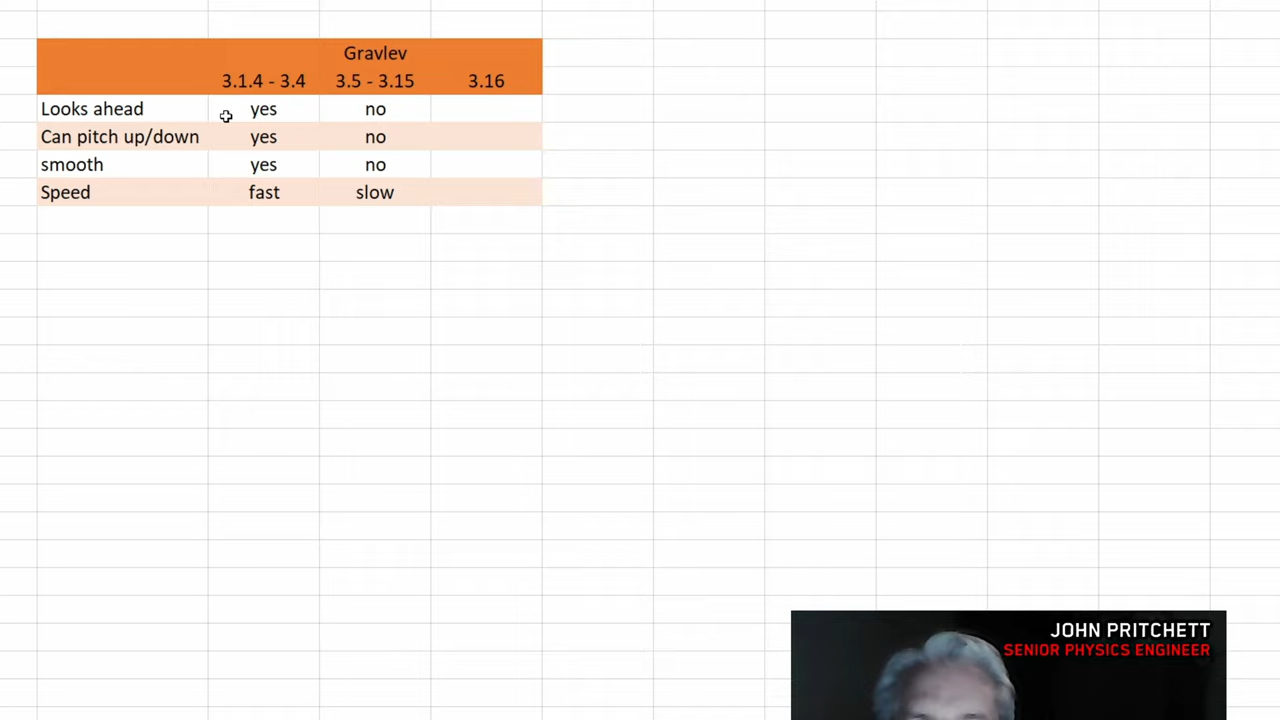 Gravlev
3.1.4 - 3.4 3.5 - 3.15 3.16
Looks ahead yes no
Can pitch up/down yes no
smooth yes no
Speed fast slow
JOHN PRITCHETT
SENIOR PHYSICS ENGINEER